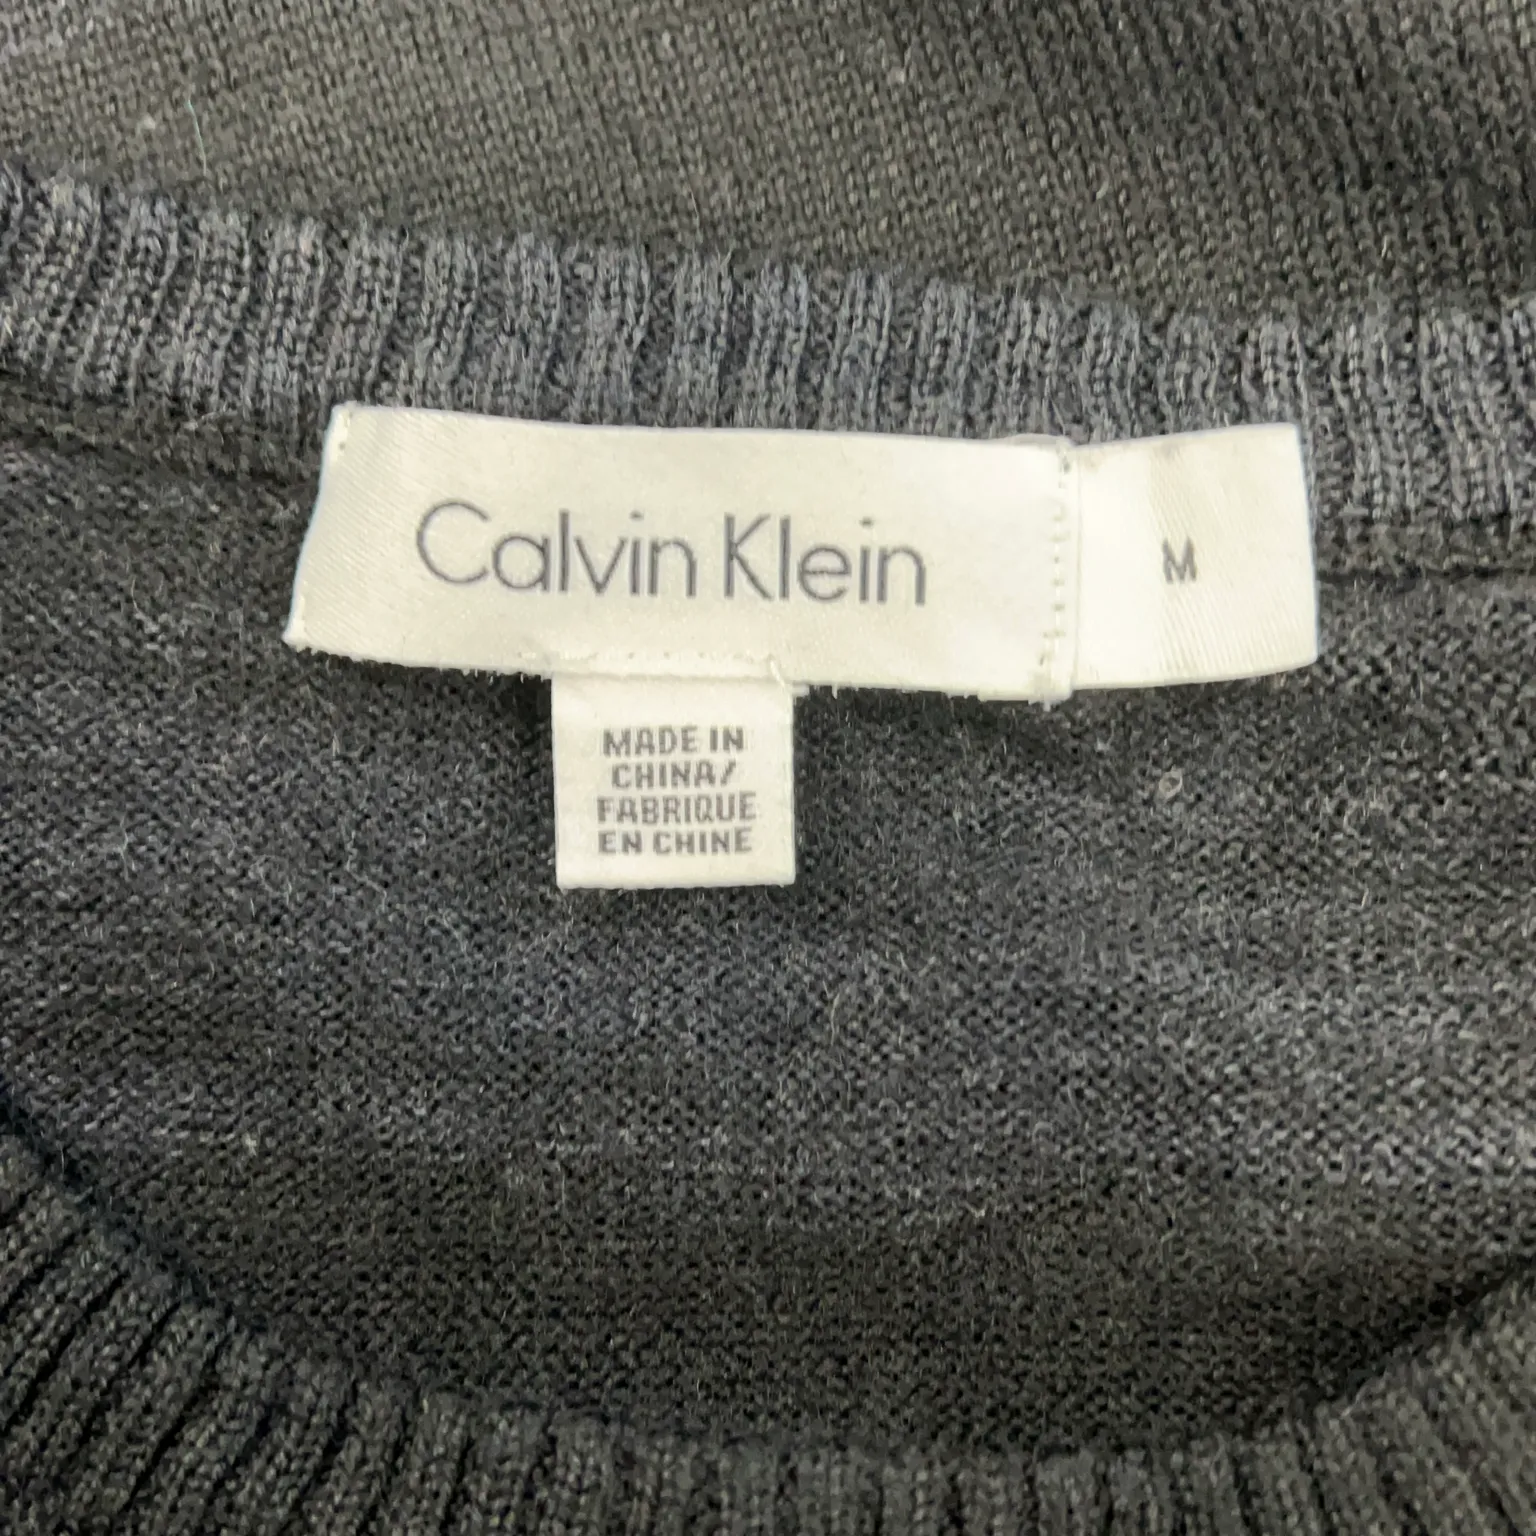 Calvin Klein
M
MADE IN
CHINA/
FABRIQUE
EN CHINE